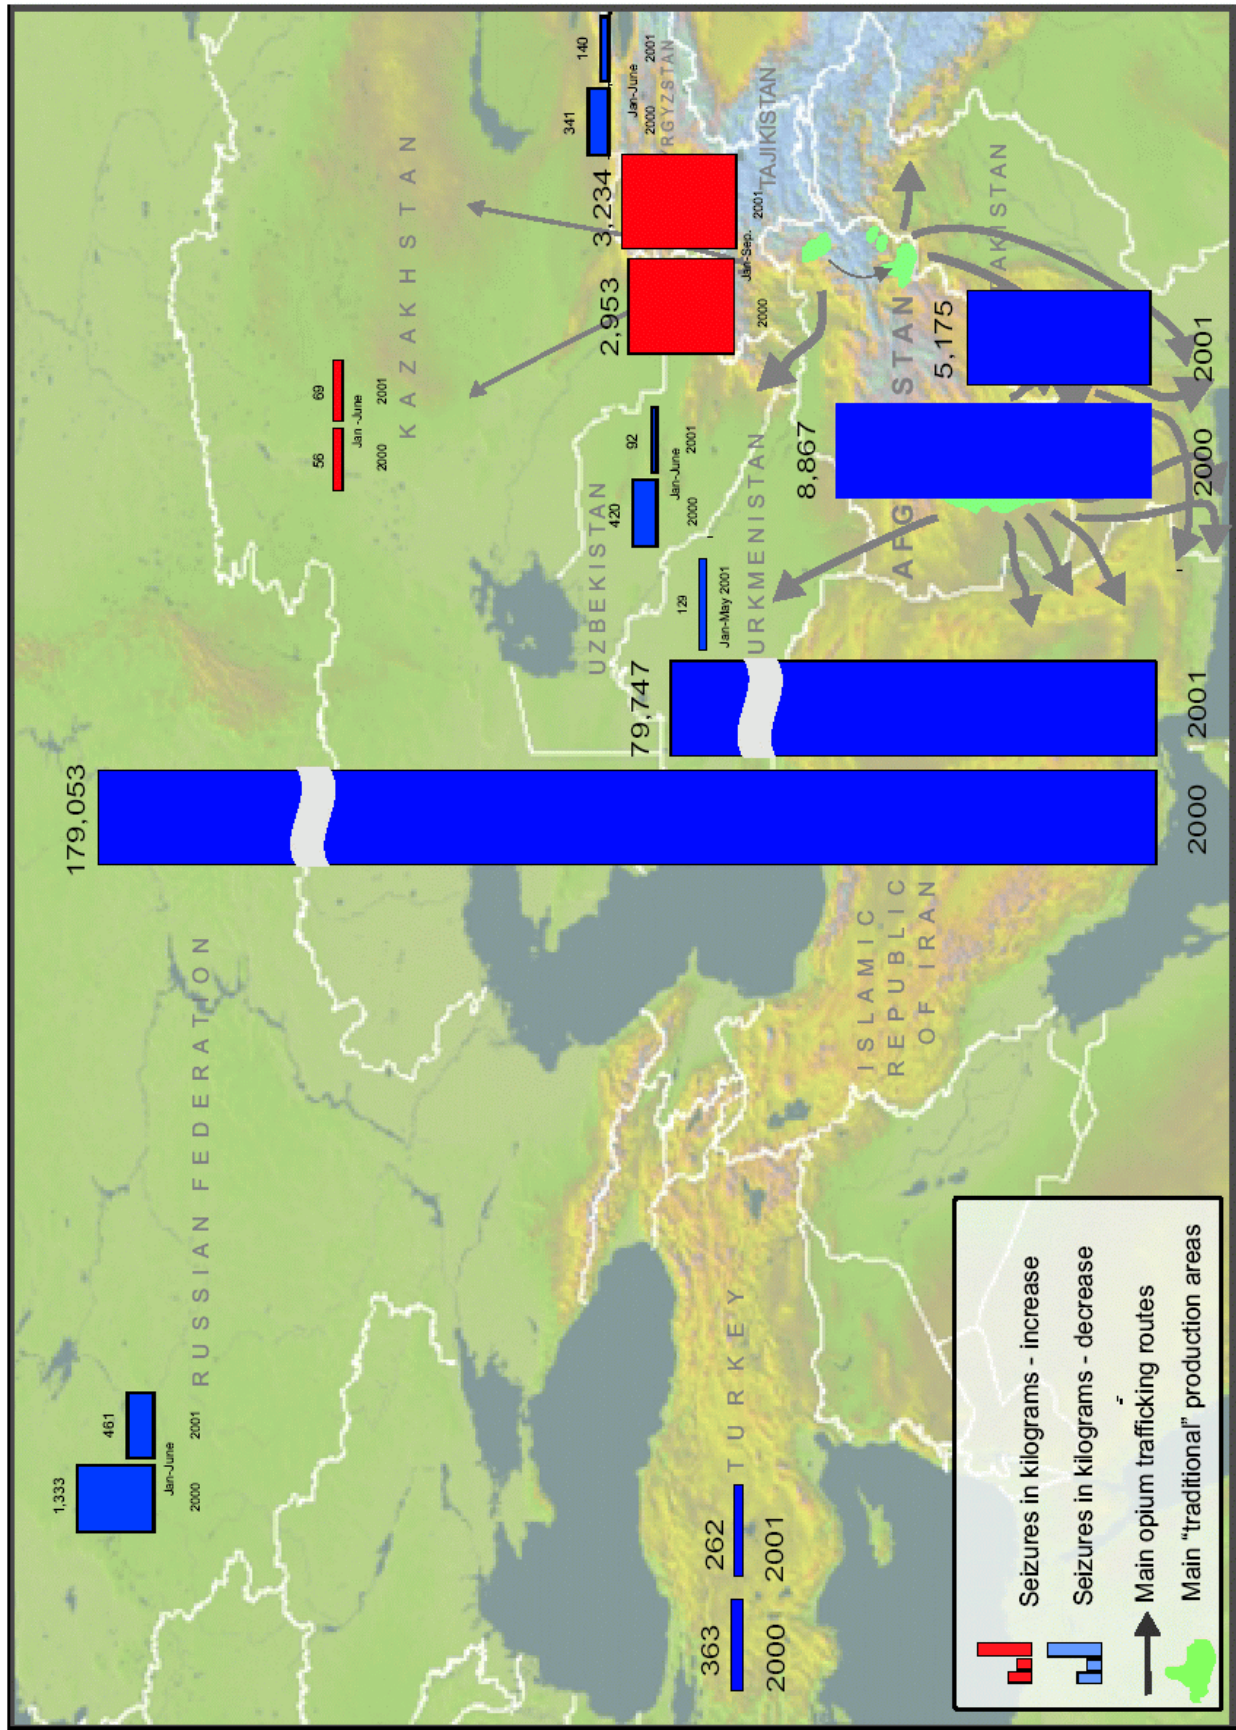 RUSSIAN FEDERATION
1,333
461
Jan-June
2000
2001
179,053
79,747
2000
2001
KAZAKHSTAN
56
69
Jan -June
2000
2001
341
140
Jan-June
2000
2001
RGYZSTAN
2,953
3,234
Jan-Sep.
2000
2001
TAJIKISTAN
UZBEKISTAN
420
92
Jan-June
2000
2001
129
Jan-May 2001
URKMENISTAN
TURKEY
363
262
2000
2001
ISLAMIC
REPUBLIC
OF IRAN
AFG STAN
8,867
5,175
2000
2001
AKISTAN
Seizures in kilograms - increase
Seizures in kilograms - decrease
Main opium trafficking routes
Main "traditional" production areas